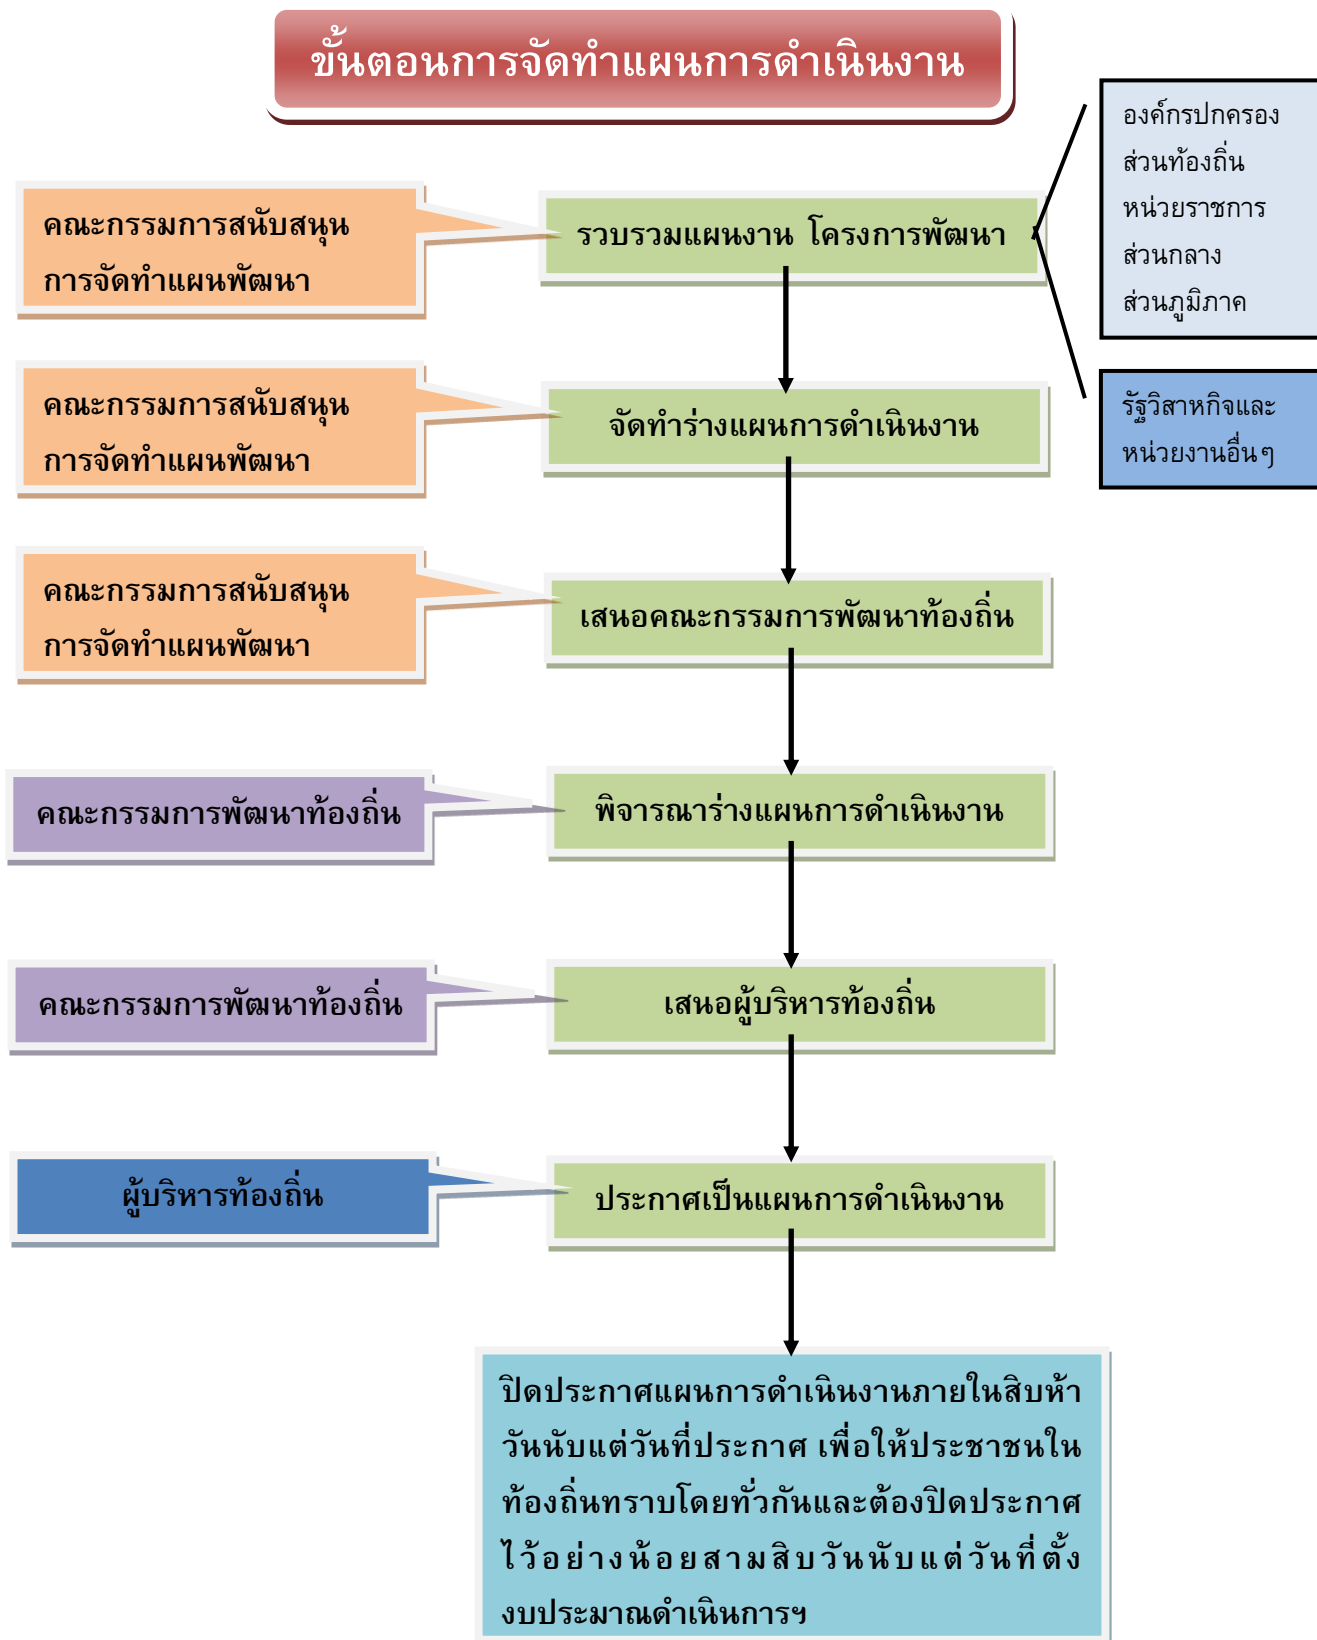 ขั้นตอนการจัดทำแผนการดำเนินงาน
องค์กรปกครอง
ส่วนท้องถิ่น
หน่วยราชการ
ส่วนกลาง
ส่วนภูมิภาค
คณะกรรมการสนับสนุน
การจัดทำแผนพัฒนา
รวบรวมแผนงาน โครงการพัฒนา
รัฐวิสาหกิจและ
หน่วยงานอื่นๆ
คณะกรรมการสนับสนุน
การจัดทำแผนพัฒนา
จัดทำร่างแผนการดำเนินงาน
คณะกรรมการสนับสนุน
การจัดทำแผนพัฒนา
เสนอคณะกรรมการพัฒนาท้องถิ่น
คณะกรรมการพัฒนาท้องถิ่น
พิจารณาร่างแผนการดำเนินงาน
คณะกรรมการพัฒนาท้องถิ่น
เสนอผู้บริหารท้องถิ่น
ผู้บริหารท้องถิ่น
ประกาศเป็นแผนการดำเนินงาน
ปิดประกาศแผนการดำเนินงานภายในสิบห้า
วันนับแต่วันที่ประกาศ เพื่อให้ประชาชนใน
ท้องถิ่นทราบโดยทั่วกันและต้องปิดประกาศ
ไว้อย่างน้อยสามสิบวันนับแต่วันที่ตั้ง
งบประมาณดำเนินการฯ